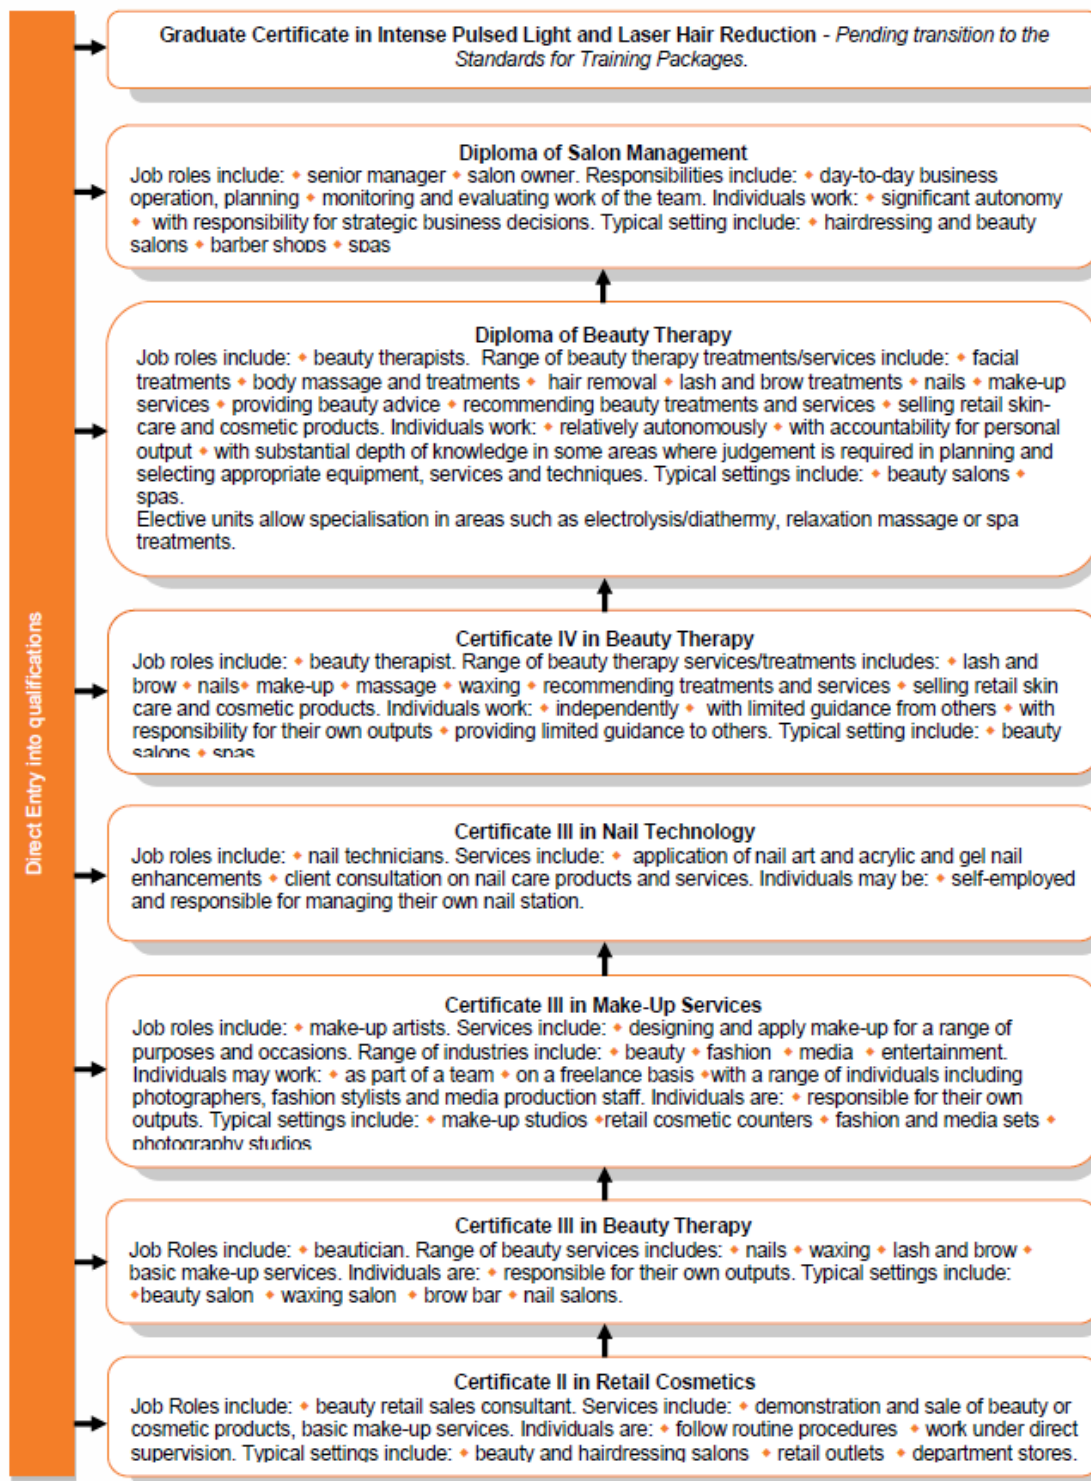 Direct Entry into qualifications
Graduate Certificate in Intense Pulsed Light and Laser Hair Reduction - Pending transition to the
Standards for Training Packages.
Diploma of Salon Management
Job roles include: ◆ senior manager ◆ salon owner. Responsibilities include: ◆ day-to-day business
operation, planning ◆ monitoring and evaluating work of the team. Individuals work: ◆ significant autonomy
◆ with responsibility for strategic business decisions. Typical setting include: ◆ hairdressing and beauty
salons ◆ barber shops ◆ spas
Diploma of Beauty Therapy
Job roles include: ◆ beauty therapists. Range of beauty therapy treatments/services include: ◆ facial
treatments ◆ body massage and treatments ◆ hair removal ◆ lash and brow treatments ◆ nails ◆ make-up
services ◆ providing beauty advice ◆ recommending beauty treatments and services ◆ selling retail skin-
care and cosmetic products. Individuals work: ◆ relatively autonomously ◆ with accountability for personal
output ◆ with substantial depth of knowledge in some areas where judgement is required in planning and
selecting appropriate equipment, services and techniques. Typical settings include: ◆ beauty salons ◆
spas.
Elective units allow specialisation in areas such as electrolysis/diathermy, relaxation massage or spa
treatments.
Certificate IV in Beauty Therapy
Job roles include: ◆ beauty therapist. Range of beauty therapy services/treatments includes: ◆ lash and
brow ◆ nails◆ make-up ◆ massage ◆ waxing ◆ recommending treatments and services ◆ selling retail skin
care and cosmetic products. Individuals work: ◆ independently ◆ with limited guidance from others ◆ with
responsibility for their own outputs ◆ providing limited guidance to others. Typical setting include: ◆ beauty
salons ◆ spas
Certificate III in Nail Technology
Job roles include: ◆ nail technicians. Services include: ◆ application of nail art and acrylic and gel nail
enhancements ◆ client consultation on nail care products and services. Individuals may be: ◆ self-employed
and responsible for managing their own nail station.
Certificate III in Make-Up Services
Job roles include: ◆ make-up artists. Services include: ◆ designing and apply make-up for a range of
purposes and occasions. Range of industries include: ◆ beauty ◆ fashion ◆ media ◆ entertainment.
Individuals may work: ◆ as part of a team ◆ on a freelance basis ◆with a range of individuals including
photographers, fashion stylists and media production staff. Individuals are: ◆ responsible for their own
outputs. Typical settings include: ◆ make-up studios ◆retail cosmetic counters ◆ fashion and media sets ◆
photography studios
Certificate III in Beauty Therapy
Job Roles include: ◆ beautician. Range of beauty services includes: ◆ nails ◆ waxing ◆ lash and brow ◆
basic make-up services. Individuals are: ◆ responsible for their own outputs. Typical settings include:
◆beauty salon ◆ waxing salon ◆ brow bar ◆ nail salons.
Certificate II in Retail Cosmetics
Job Roles include: ◆ beauty retail sales consultant. Services include: ◆ demonstration and sale of beauty or
cosmetic products, basic make-up services. Individuals are: ◆ follow routine procedures ◆ work under direct
supervision. Typical settings include: ◆ beauty and hairdressing salons ◆ retail outlets ◆ department stores.